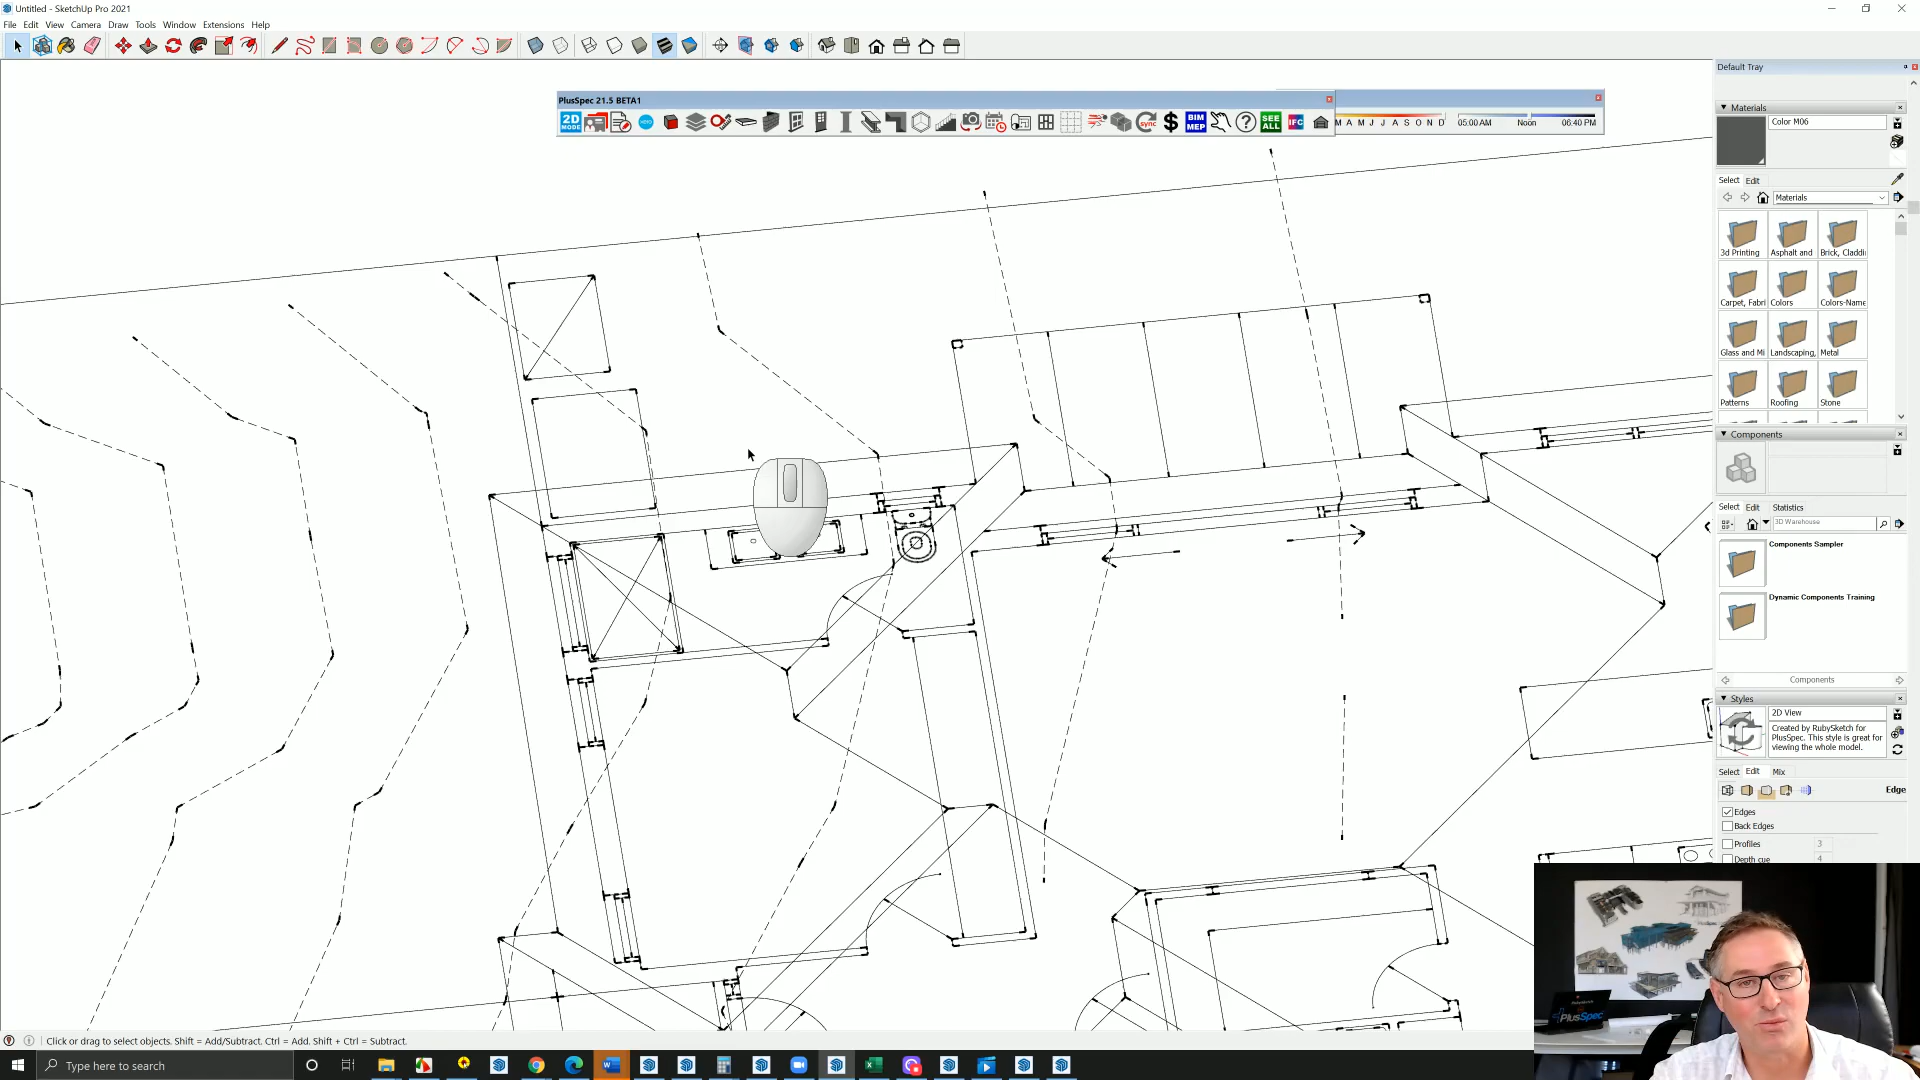 Untitled - SketchUp Pro 2021
File Edit View Camera Draw Tools Window Extensions Help
Default Tray
PlusSpec 21.5 BETA1
2D MODE
sync
$
BIM MEP
?
SEE ALL
IFC
M A M J J A S O N D
05:00 AM Noon 06:40 PM
Materials
Color M06
Select Edit
Materials
3d Printing Asphalt and Brick, Claddi
Carpet, Fabri Colors Colors-Name
Glass and Mi Landscaping, Metal
Patterns Roofing Stone
Components
Select Edit Statistics
3D Warehouse
Components Sampler
Dynamic Components Training
Components
Styles
2D View
Created by RubySketch for
PlusSpec. This style is great for
viewing the whole model.
Select Edit Mix
Edge
Edges
Back Edges
Profiles 3
Depth cue 4
PlusSpec
Click or drag to select objects. Shift = Add/Subtract. Ctrl = Add. Shift + Ctrl = Subtract.
Type here to search